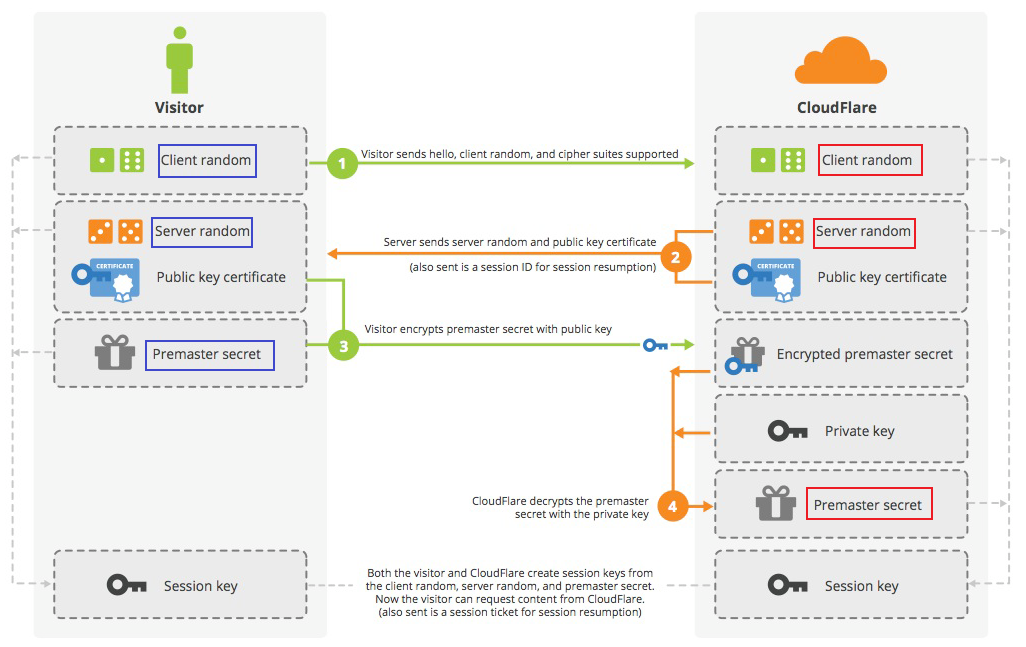 Visitor
CloudFlare
Client random
1
Visitor sends hello, client random, and cipher suites supported
Client random
Server random
Server sends server random and public key certificate
2
Server random
CERTIFICATE
Public key certificate
(also sent is a session ID for session resumption)
CERTIFICATE
Public key certificate
Premaster secret
3
Visitor encrypts premaster secret with public key
Encrypted premaster secret
Private key
CloudFlare decrypts the premaster
secret with the private key
4
Premaster secret
Session key
Both the visitor and CloudFlare create session keys from
the client random, server random, and premaster secret.
Now the visitor can request content from CloudFlare.
(also sent is a session ticket for session resumption)
Session key